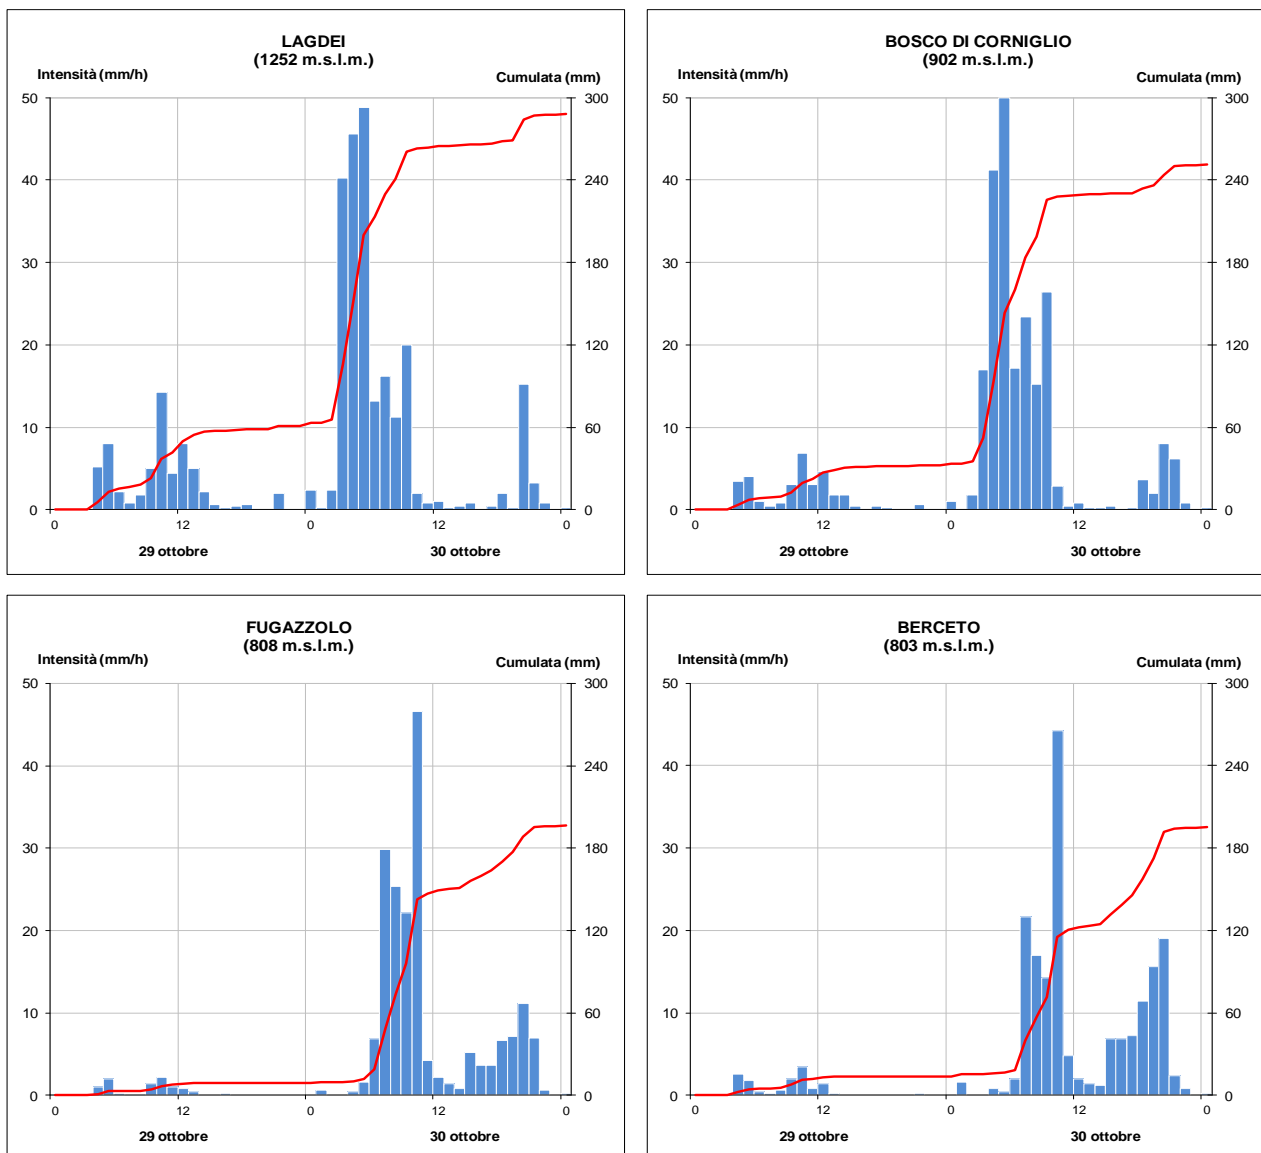 LAGDEI
(1252 m.s.l.m.)
Intensità (mm/h)
Cumulata (mm)
50
40
30
20
10
0
300
240
180
120
60
0
0
12
0
12
0
29 ottobre
30 ottobre
BOSCO DI CORNIGLIO
(902 m.s.l.m.)
Intensità (mm/h)
Cumulata (mm)
50
40
30
20
10
0
300
240
180
120
60
0
0
12
0
12
0
29 ottobre
30 ottobre
FUGAZZOLO
(808 m.s.l.m.)
Intensità (mm/h)
Cumulata (mm)
50
40
30
20
10
0
300
240
180
120
60
0
0
12
0
12
0
29 ottobre
30 ottobre
BERCETO
(803 m.s.l.m.)
Intensità (mm/h)
Cumulata (mm)
50
40
30
20
10
0
300
240
180
120
60
0
0
12
0
12
0
29 ottobre
30 ottobre